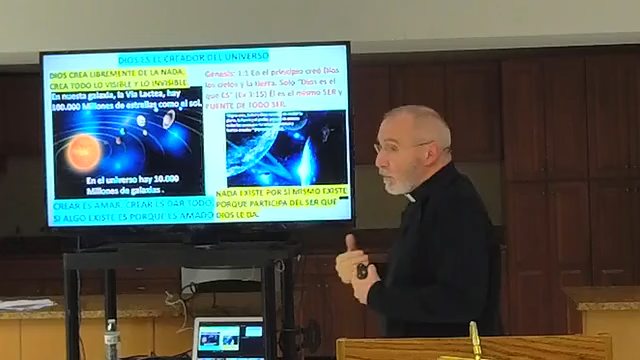 DIOS ES EL CREADOR DEL UNIVERSO
DIOS CREA LIBREMENTE DE LA NADA.
CREA TODO LO VISIBLE Y LO INVISIBLE
En nuesta galaxia, la Vía Lactea, hay
100.000 Millones de estrellas como el sol.
En el universo hay 10.000
Millones de galaxias .
CREAR ES AMAR. CREAR ES DAR TODO.
SI ALGO EXISTE ES PORQUE ES AMADO
Génesis: 1:1 En el principio creó Dios
los cielos y la tierra. Solo "Dios es el
que ES" (Ex 3:15) Él es el mismo SER y
FUENTE DE TODO SER.
NADA EXISTE POR SÍ MISMO EXISTE
PORQUE PARTICIPA DEL SER QUE
DIOS LE DA.